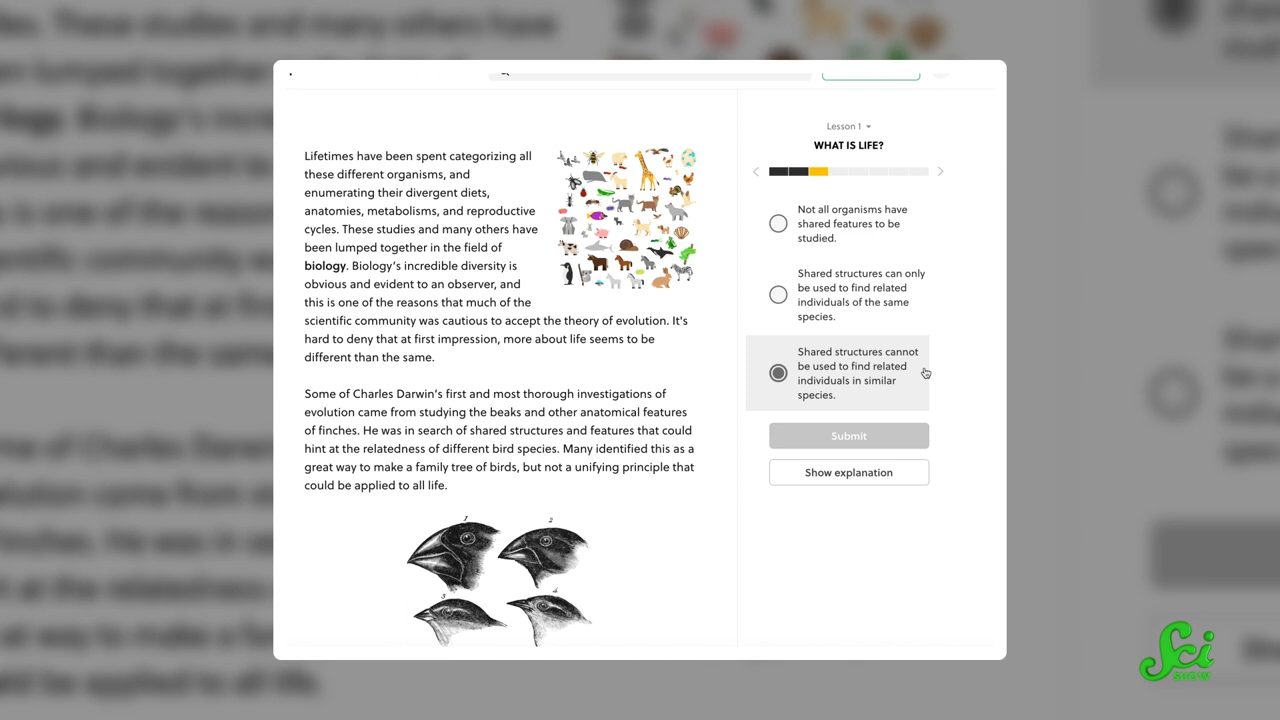 Lifetimes have been spent categorizing all
these different organisms, and
enumerating their divergent diets,
anatomies, metabolisms, and reproductive
cycles. These studies and many others have
been lumped together in the field of
biology. Biology's incredible diversity is
obvious and evident to an observer, and
this is one of the reasons that much of the
scientific community was cautious to accept the theory of evolution. It's
hard to deny that at first impression, more about life seems to be
different than the same.
Some of Charles Darwin's first and most thorough investigations of
evolution came from studying the beaks and other anatomical features
of finches. He was in search of shared structures and features that could
hint at the relatedness of different bird species. Many identified this as a
great way to make a family tree of birds, but not a unifying principle that
could be applied to all life.
1
2
3
4
Lesson 1
WHAT IS LIFE?
Not all organisms have
shared features to be
studied.
Shared structures can only
be used to find related
individuals of the same
species.
Shared structures cannot
be used to find related
individuals in similar
species.
Submit
Show explanation
Sci
SHOW